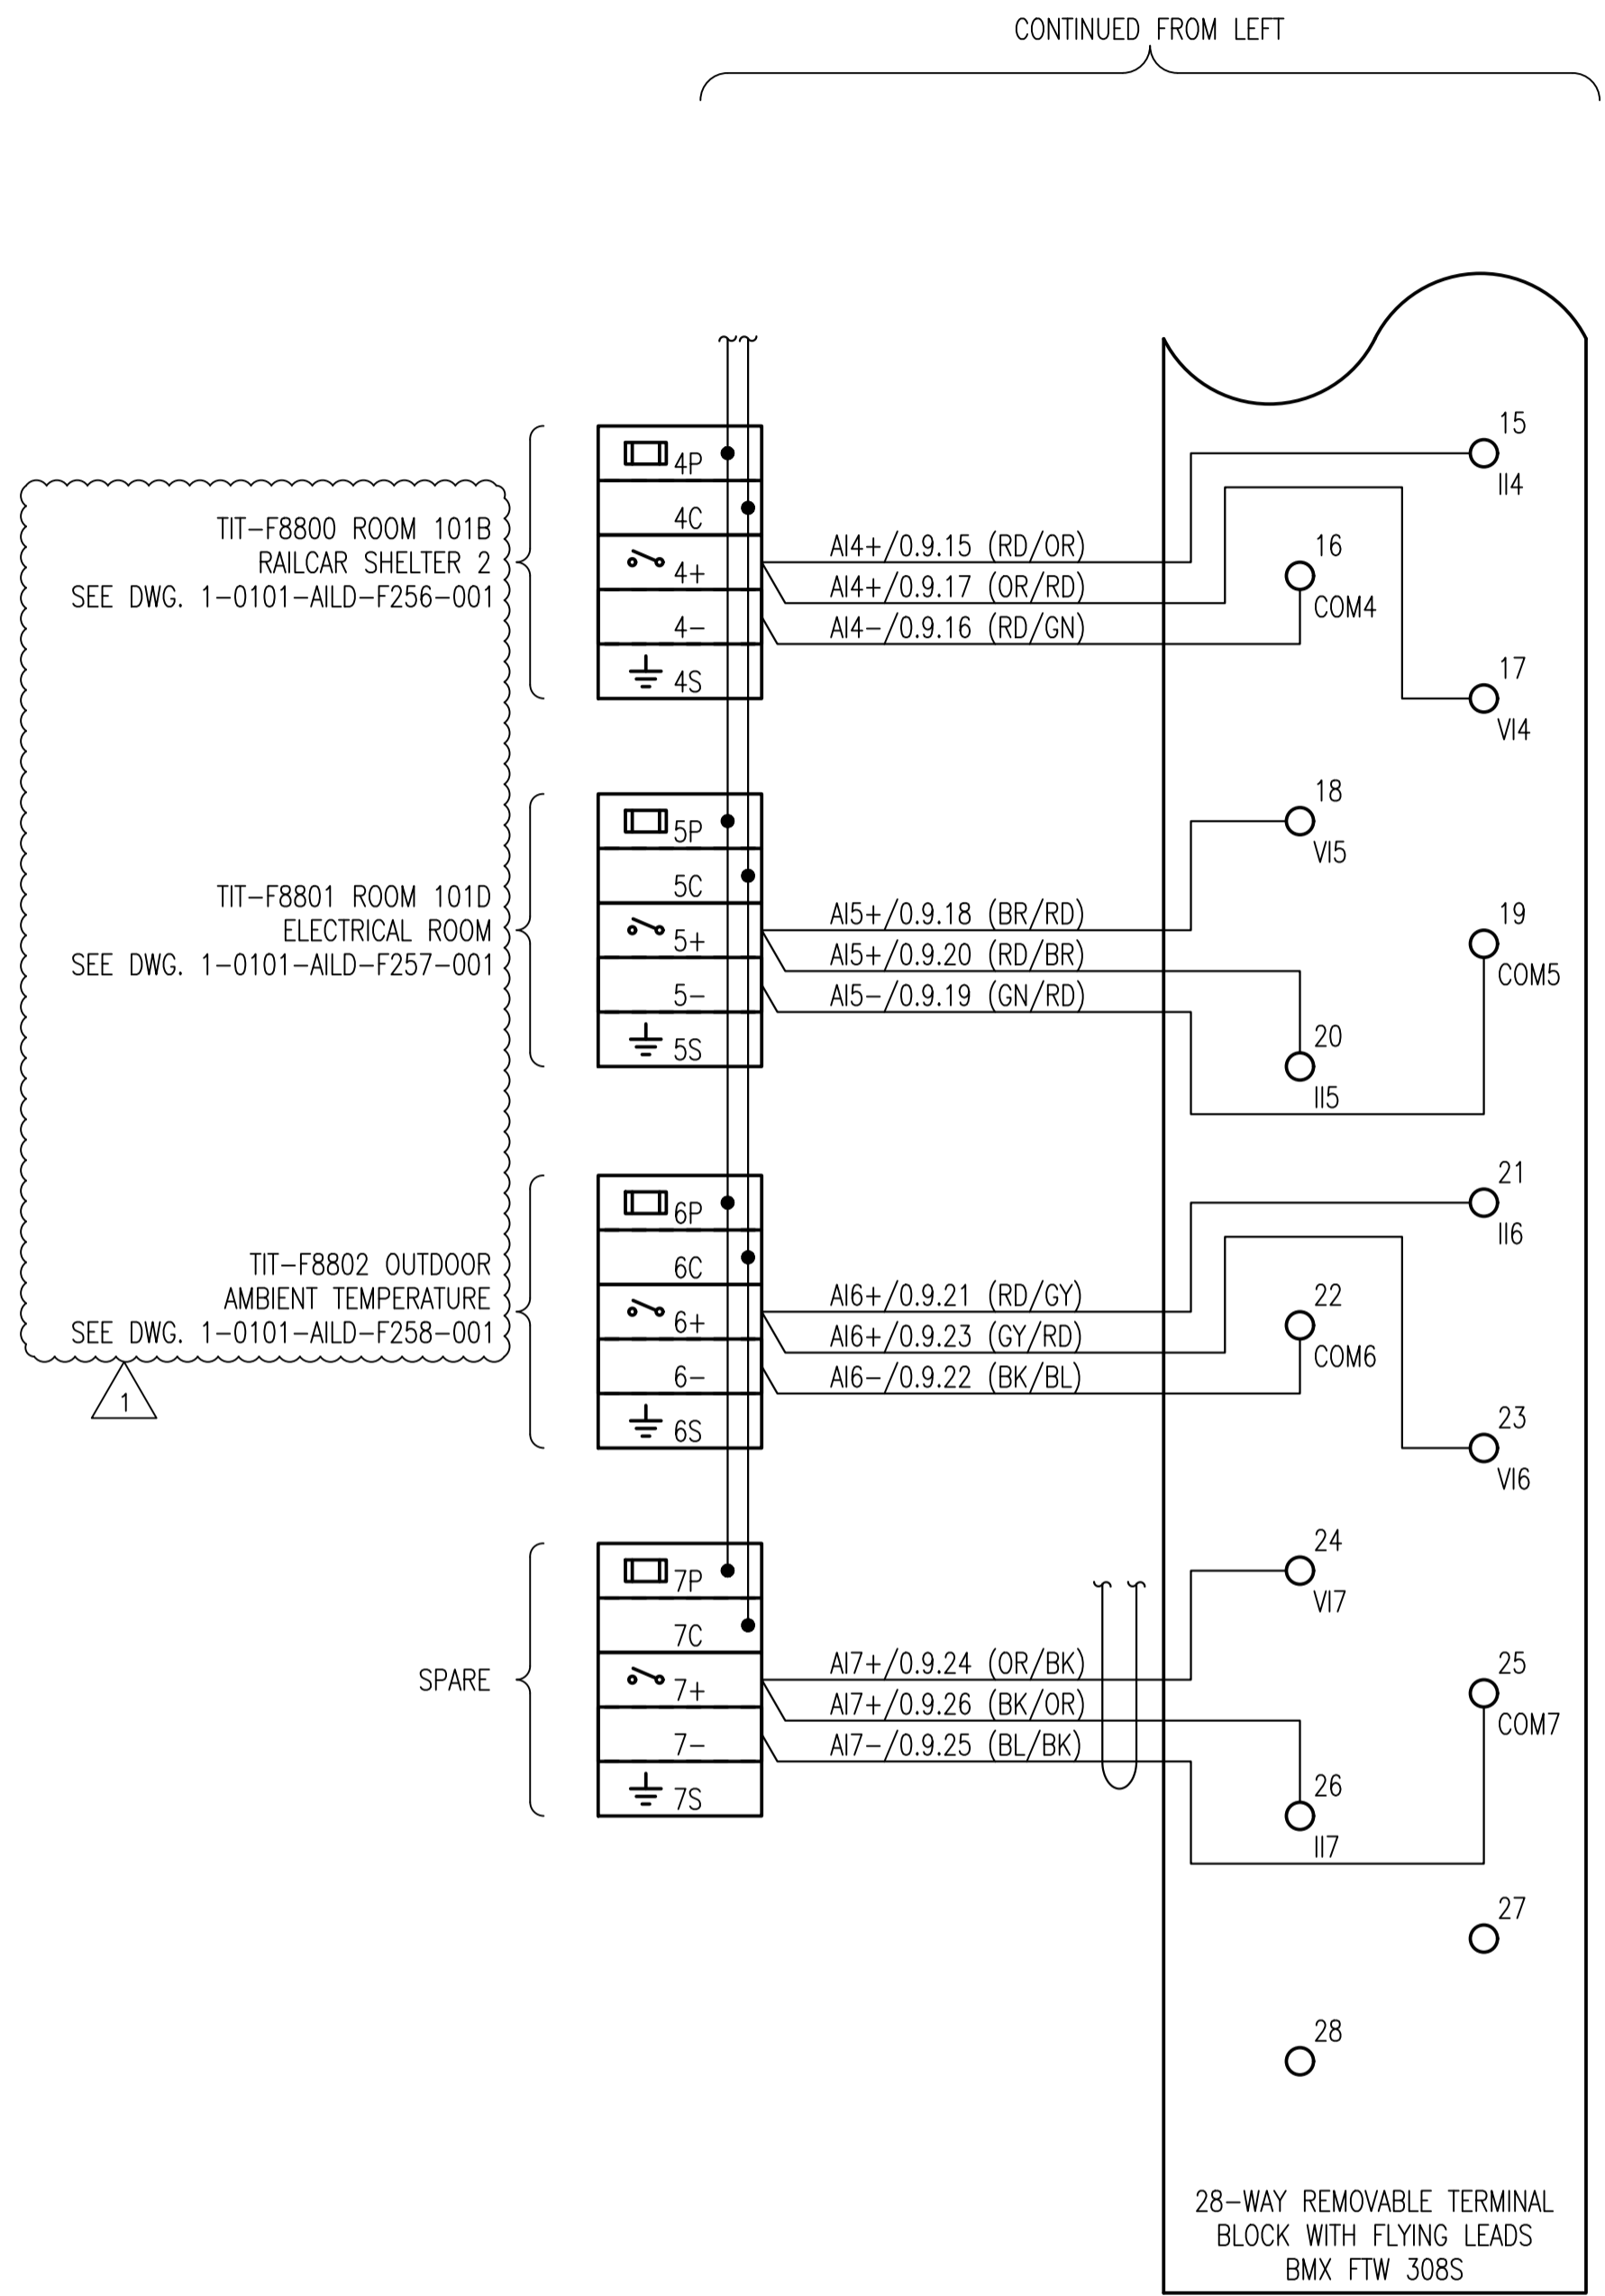 CONTINUED FROM LEFT
TIT-F8800 ROOM 101B
RAILCAR SHELTER 2
SEE DWG. 1-0101-AILD-F256-001
4P
4C
4+
4-
4S
AI4+/0.9.15 (RD/OR)
AI4+/0.9.17 (OR/RD)
AI4-/0.9.16 (RD/GN)
15
II4
16
COM4
17
VI4
TIT-F8801 ROOM 101D
ELECTRICAL ROOM
SEE DWG. 1-0101-AILD-F257-001
5P
5C
5+
5-
5S
AI5+/0.9.18 (BR/RD)
AI5+/0.9.20 (RD/BR)
AI5-/0.9.19 (GN/RD)
18
VI5
19
COM5
20
II5
TIT-F8802 OUTDOOR
AMBIENT TEMPERATURE
SEE DWG. 1-0101-AILD-F258-001
1
6P
6C
6+
6-
6S
AI6+/0.9.21 (RD/GY)
AI6+/0.9.23 (GY/RD)
AI6-/0.9.22 (BK/BL)
21
II6
22
COM6
23
VI6
SPARE
7P
7C
7+
7-
7S
AI7+/0.9.24 (OR/BK)
AI7+/0.9.26 (BK/OR)
AI7-/0.9.25 (BL/BK)
24
VI7
25
COM7
26
II7
27
28
28-WAY REMOVABLE TERMINAL
BLOCK WITH FLYING LEADS
BMX FTW 308S